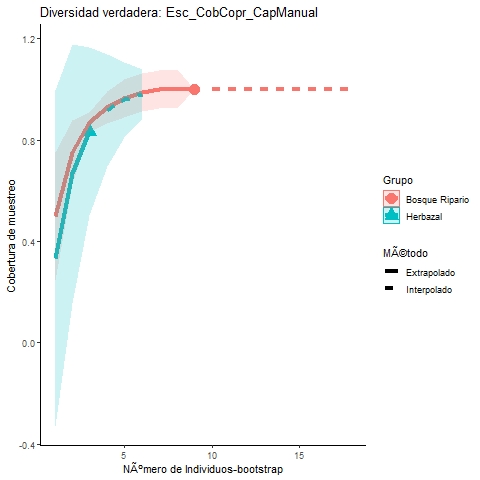 Diversidad verdadera: Esc_CobCopr_CapManual
1.2
0.8
0.4
0.0
-0.4
Cobertura de muestreo
5
10
15
NÃºmero de Individuos-bootstrap
Grupo
Bosque Ripario
Herbazal
MÃ©todo
Extrapolado
Interpolado